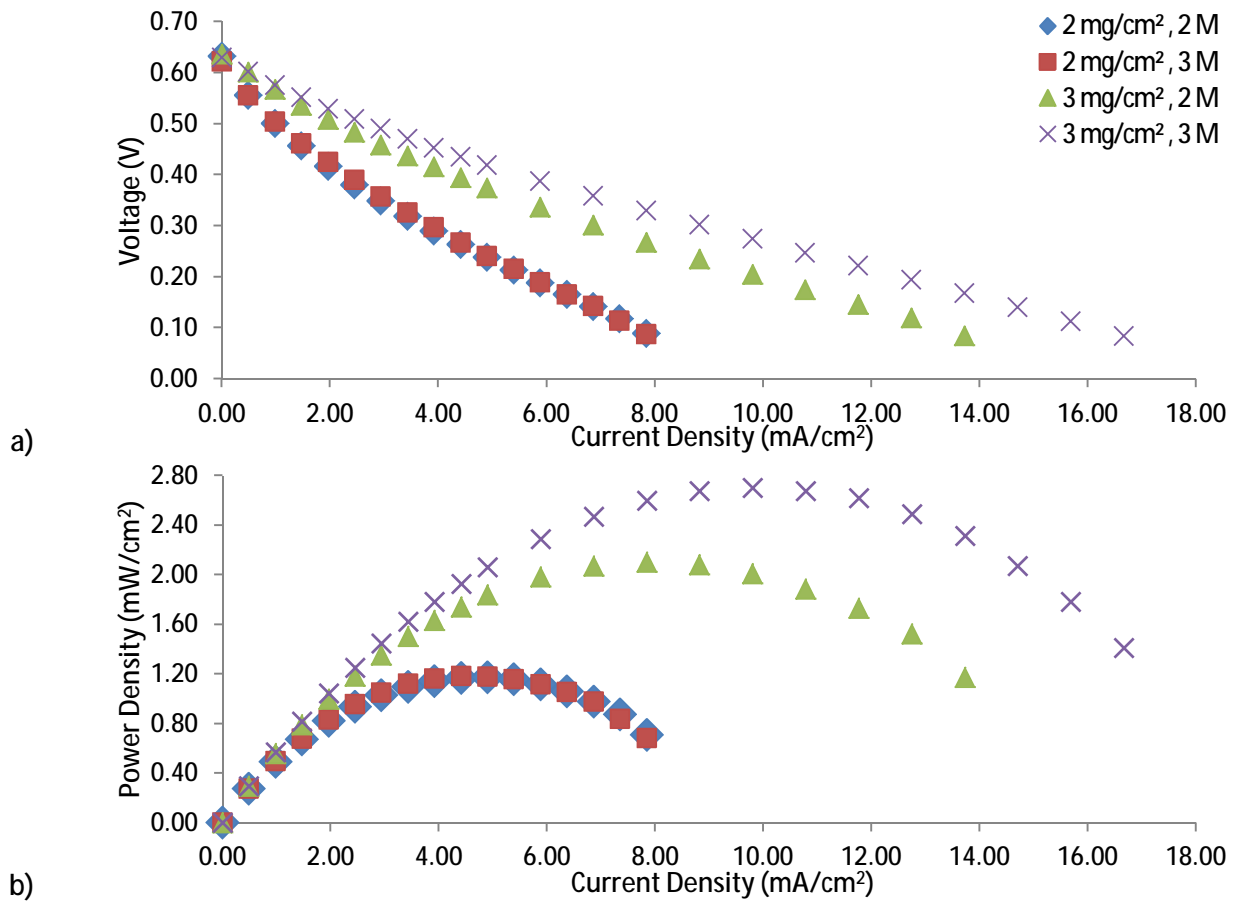 0.70
0.60
0.50
0.40
0.30
0.20
0.10
0.00
Voltage (V)
0.00 2.00 4.00 6.00 8.00 10.00 12.00 14.00 16.00 18.00
Current Density (mA/cm²)
2 mg/cm², 2 M
2 mg/cm², 3 M
3 mg/cm², 2 M
3 mg/cm², 3 M
a)
2.80
2.40
2.00
1.60
1.20
0.80
0.40
0.00
Power Density (mW/cm²)
0.00 2.00 4.00 6.00 8.00 10.00 12.00 14.00 16.00 18.00
Current Density (mA/cm²)
b)